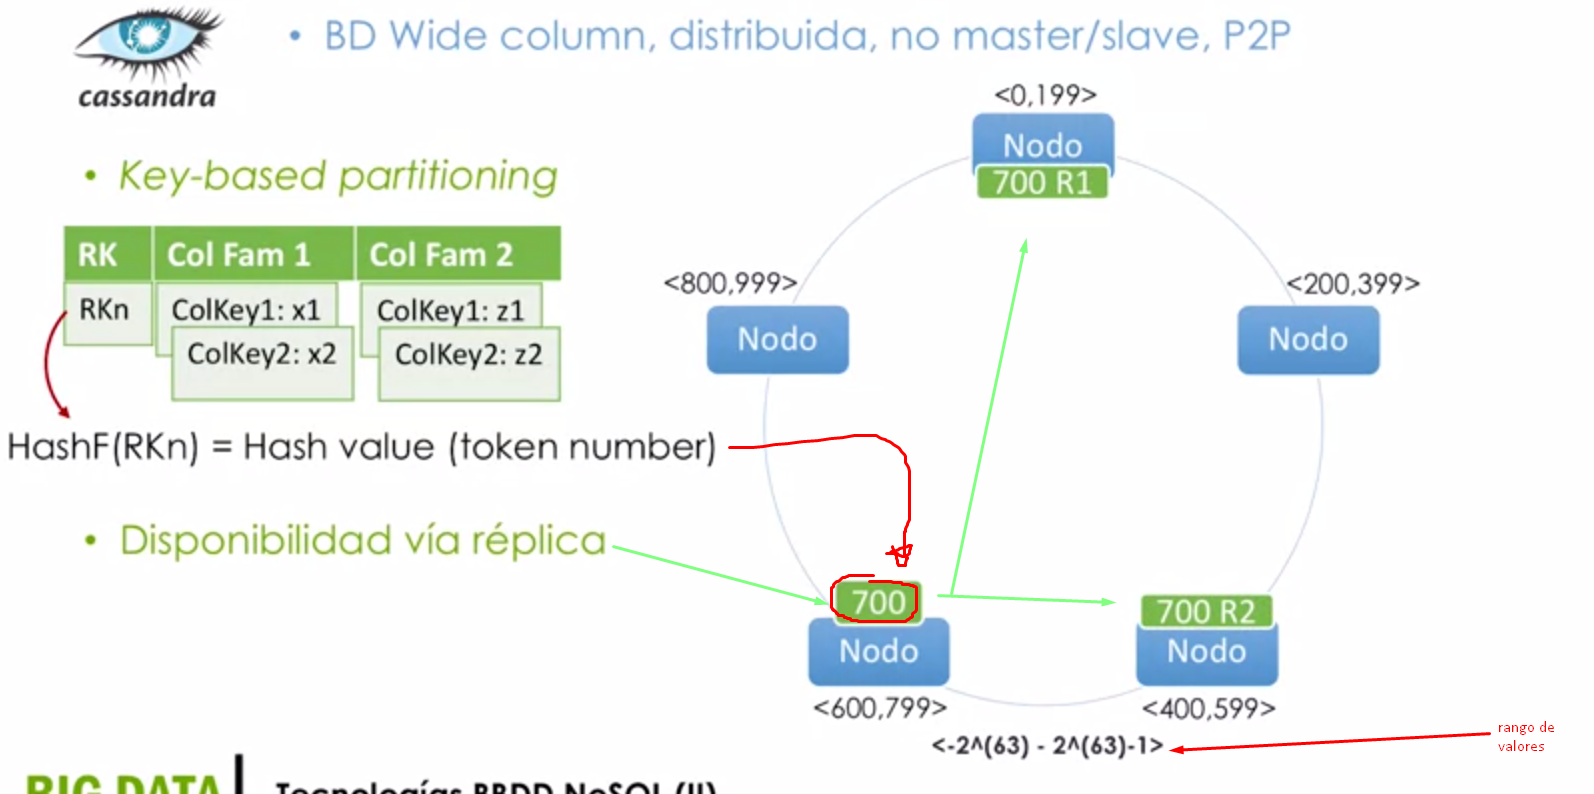 cassandra
• BD Wide column, distribuida, no master/slave, P2P
• Key-based partitioning
RK Col Fam 1 Col Fam 2
RKn ColKey1: x1 ColKey1: z1
ColKey2: x2 ColKey2: z2
HashF(RKn) = Hash value (token number)
• Disponibilidad vía réplica
<0,199>
Nodo
700 R1
<800,999>
Nodo
<200,399>
Nodo
700
Nodo
<600,799>
700 R2
Nodo
<400,599>
<-2^(63) - 2^(63)-1>
rango de
valores
BIG DATA
Tecnologías BBDD NoSQL (II)